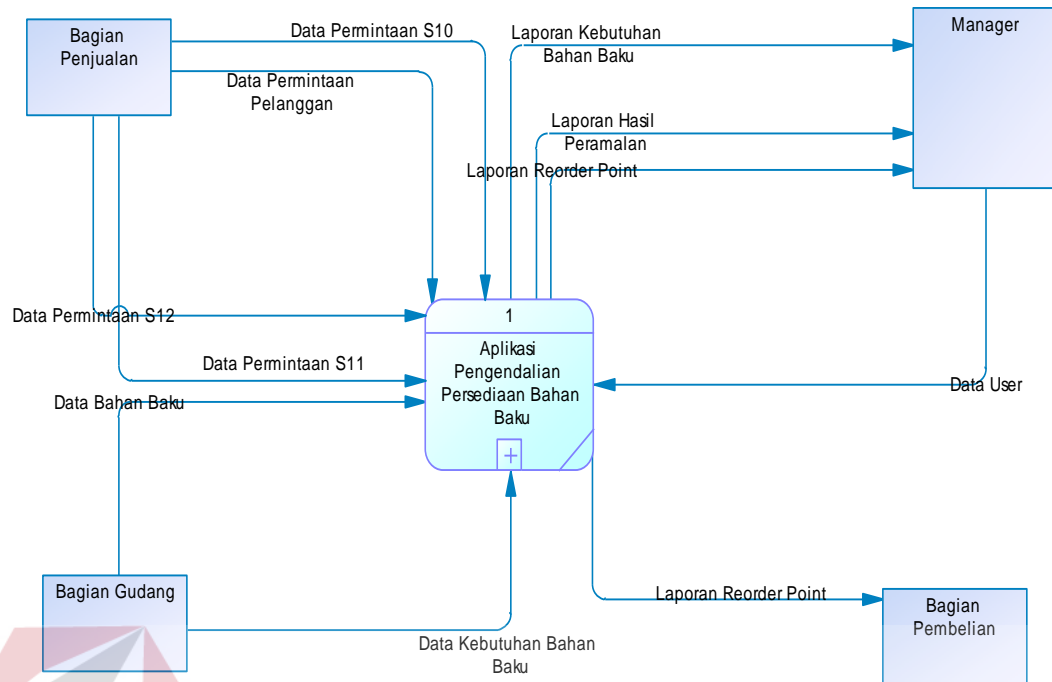 Bagian
Penjualan
Data Permintaan S10
Data Permintaan
Pelanggan
Laporan Kebutuhan
Bahan Baku
Manager
Laporan Hasil
Peramalan
Laporan Reorder Point
Data Permintaan S12
1
Aplikasi
Pengendalian
Persediaan Bahan
Baku
Data Permintaan S11
Data Bahan Baku
Data User
Bagian Gudang
Data Kebutuhan Bahan
Baku
Laporan Reorder Point
Bagian
Pembelian